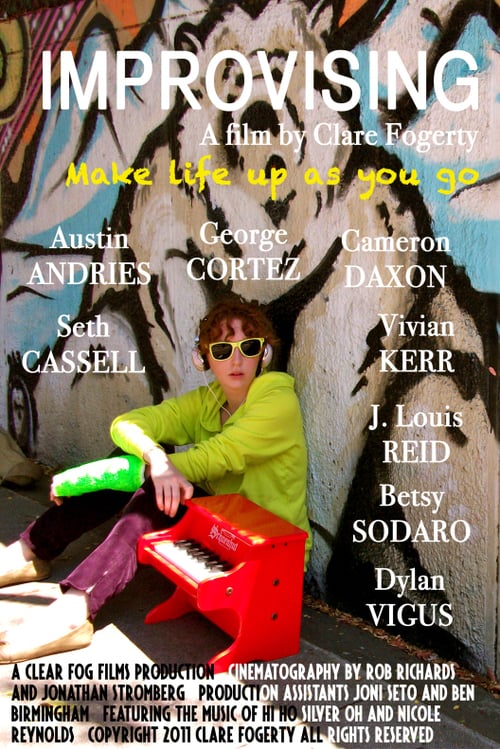 IMPROVISING
A film by Clare Fogerty
Make life up as you go
Austin
ANDRIES
George
CORTEZ
Cameron
DAXON
Seth
CASSELL
Vivian
KERR
J. Louis
REID
Betsy
SODARO
Dylan
VIGUS
Schoenhut
A CLEAR FOG FILMS PRODUCTION CINEMATOGRAPHY BY ROB RICHARDS
AND JONATHAN STROMBERG PRODUCTION ASSISTANTS JONI SETO AND BEN
BIRMINGHAM FEATURING THE MUSIC OF HI HO SILVER OH AND NICOLE
REYNOLDS COPYRIGHT 2011 CLARE FOGERTY ALL RIGHTS RESERVED